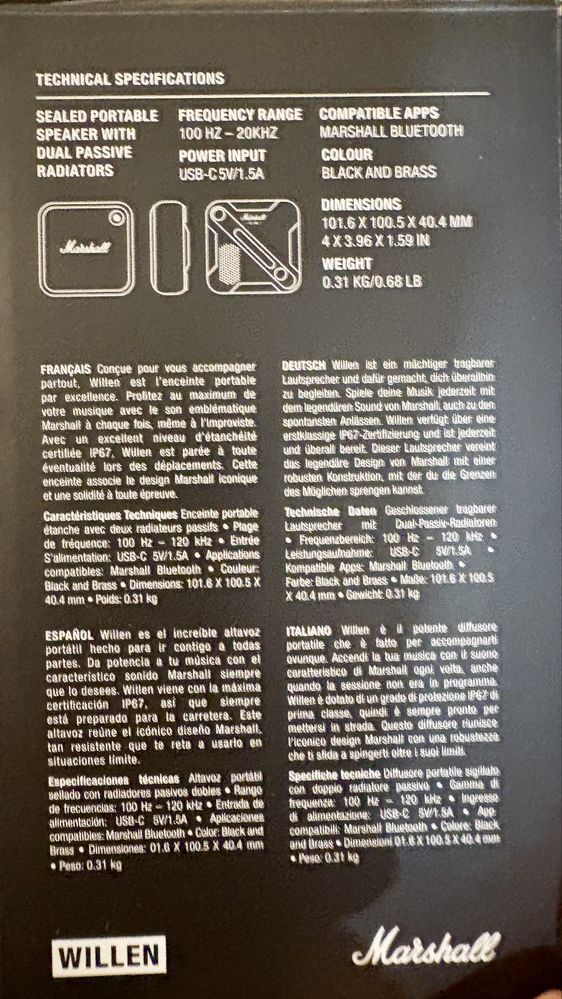 TECHNICAL SPECIFICATIONS
SEALED PORTABLE
SPEAKER WITH
DUAL PASSIVE
RADIATORS
FREQUENCY RANGE
100 HZ – 20KHZ
POWER INPUT
USB-C 5V/1.5A
COMPATIBLE APPS
MARSHALL BLUETOOTH
COLOUR
BLACK AND BRASS
DIMENSIONS
101.6 X 100.5 X 40.4 MM
4 X 3.96 X 1.59 IN
WEIGHT
0.31 KG/0.68 LB
Marshall
Marshall
FRANÇAIS Conçue pour vous accompagner
partout, Willen est l'enceinte portable
par excellence. Profitez au maximum de
votre musique avec le son emblématique
Marshall à chaque fois, même à l'improviste.
Avec un excellent niveau d'étanchéité
certifiée IP67, Willen est parée à toute
éventualité lors des déplacements. Cette
enceinte associe le design Marshall iconique
et une solidité à toute épreuve.
Caractéristiques Techniques Enceinte portable
étanche avec deux radiateurs passifs • Plage
de fréquence: 100 Hz – 120 kHz • Entrée
S'alimentation: USB-C 5V/1.5A • Applications
compatibles: Marshall Bluetooth • Couleur:
Black and Brass • Dimensions: 101.6 X 100.5 X
40.4 mm • Poids: 0.31 kg
DEUTSCH Willen ist ein mächtiger tragbarer
Lautsprecher und dafür gemacht, dich überallhin
zu begleiten. Spiele deine Musik jederzeit mit
dem legendären Sound von Marshall, auch zu den
spontansten Anlässen. Willen verfügt über eine
erstklassige IP67-Zertifizierung und ist jederzeit
und überall bereit. Dieser Lautsprecher vereint
das legendäre Design von Marshall mit einer
robusten Konstruktion, mit der du die Grenzen
des Möglichen sprengen kannst.
Technische Daten Geschlossener tragbarer
Lautsprecher mit Dual-Passiv-Radiatoren
• Frequenzbereich: 100 Hz – 120 kHz •
Leistungsaufnahme: USB-C 5V/1.5A •
Kompatible Apps: Marshall Bluetooth •
Farbe: Black and Brass • Maße: 101.6 X 100.5
X 40.4 mm • Gewicht: 0.31 kg
ESPAÑOL Willen es el increíble altavoz
portátil hecho para ir contigo a todas
partes. Da potencia a tu música con el
característico sonido Marshall siempre
que lo desees. Willen viene con la máxima
certificación IP67, así que siempre
está preparado para la carretera. Este
altavoz reúne el icónico diseño Marshall,
tan resistente que te reta a usarlo en
situaciones límite.
Especificaciones técnicas Altavoz portátil
sellado con radiadores pasivos dobles • Rango
de frecuencias: 100 Hz – 120 kHz • Entrada de
alimentación: USB-C 5V/1.5A • Aplicaciones
compatibles: Marshall Bluetooth • Color: Black and
Brass • Dimensiones: 01.6 X 100.5 X 40.4 mm
• Peso: 0.31 kg
ITALIANO Willen è il potente diffusore
portatile che è fatto per accompagnarti
ovunque. Accendi la tua musica con il suono
caratteristico di Marshall ogni volta, anche
quando la sessione non era in programma.
Willen è dotato di un grado di protezione IP67 di
prima classe, quindi è sempre pronto per
mettersi in strada. Questo diffusore riunisce
l'iconico design Marshall con una robustezza
che ti sfida a spingerti oltre i suoi limiti.
Specifiche tecniche Diffusore portatile sigillato
con doppio radiatore passivo • Gamma di
frequenza: 100 Hz – 120 kHz • Ingresso
di alimentazione: USB-C 5V/1.5A • App
compatibili: Marshall Bluetooth • Colore: Black
and Brass • Dimensioni 01.6 X 100.5 X 40.4 mm
• Peso: 0.31 kg
WILLEN
Marshall